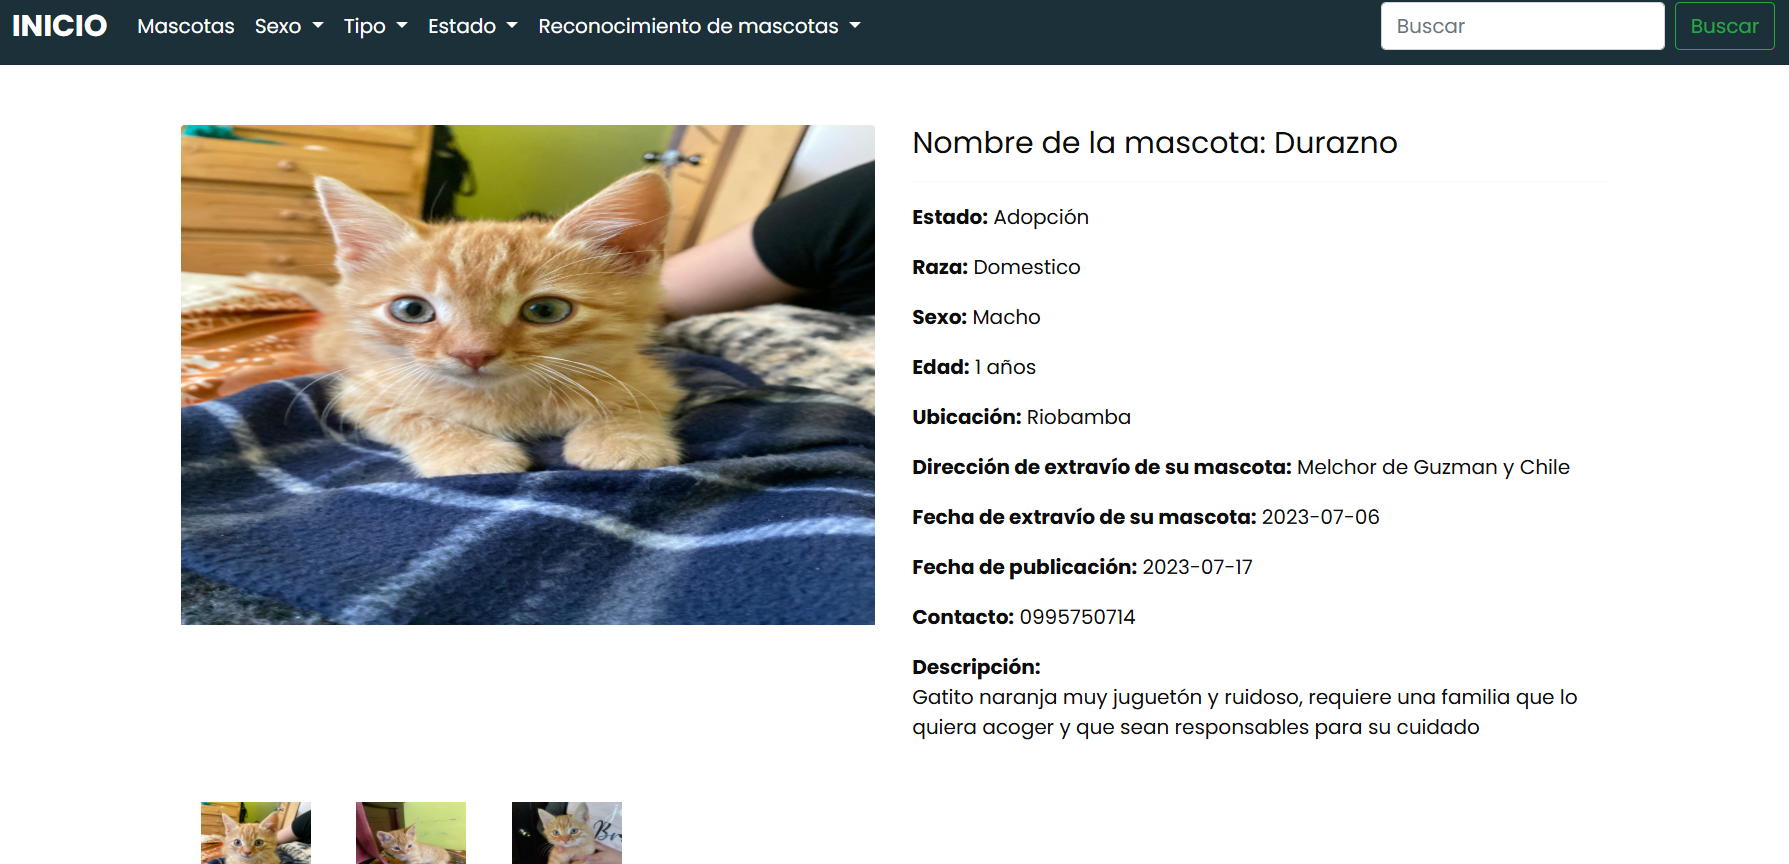 INICIO Mascotas Sexo Tipo Estado Reconocimiento de mascotas Buscar Buscar
Nombre de la mascota: Durazno
Estado: Adopción
Raza: Domestico
Sexo: Macho
Edad: 1 años
Ubicación: Riobamba
Dirección de extravío de su mascota: Melchor de Guzman y Chile
Fecha de extravío de su mascota: 2023-07-06
Fecha de publicación: 2023-07-17
Contacto: 0995750714
Descripción:
Gatito naranja muy juguetón y ruidoso, requiere una familia que lo
quiera acoger y que sean responsables para su cuidado